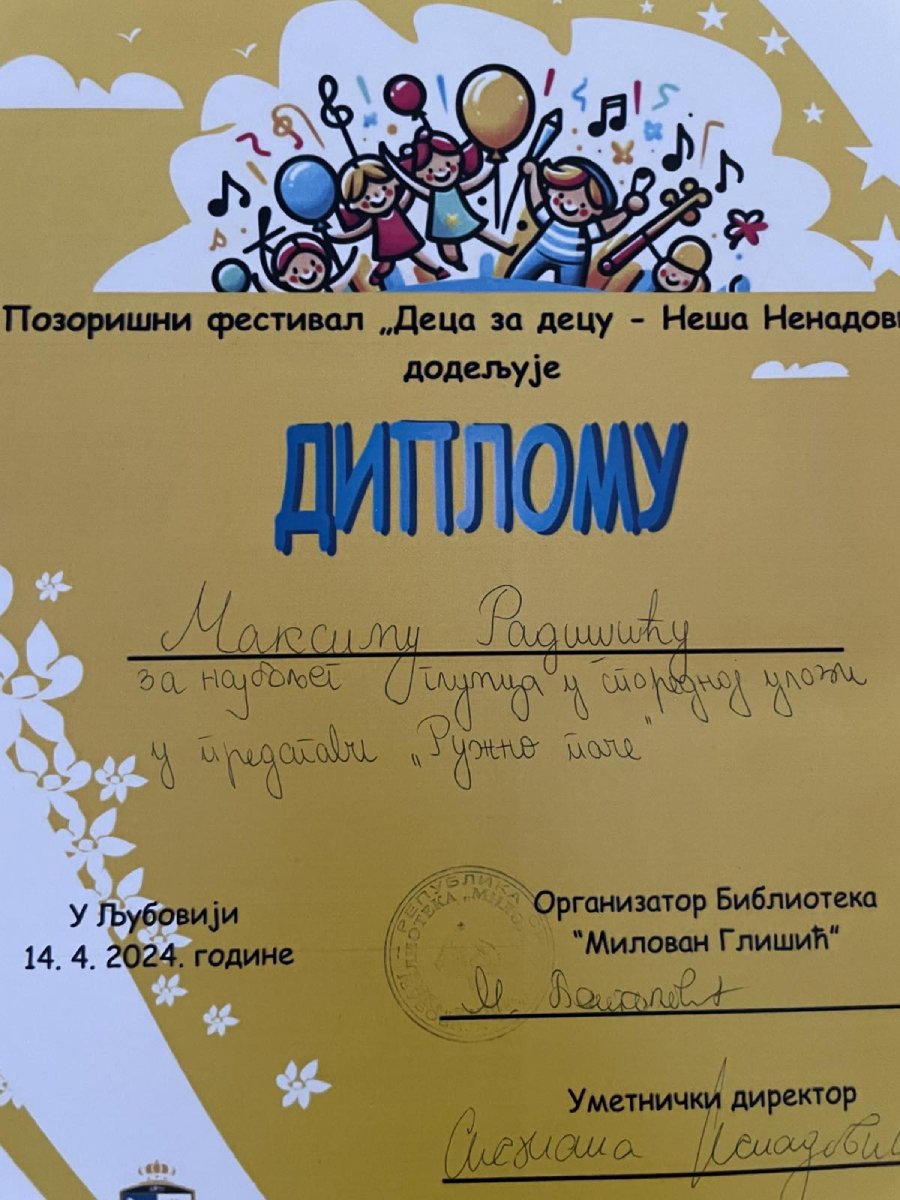 Позоришни фестивал „Деца за децу - Неша Ненадови
додељује
ДИПЛОМУ
Максиму Радишићу
за најбољег глумца у споредној улози
у представи „Ружно паче"
У Љубовији
14. 4. 2024. године
РЕПУБЛИКА
Организатор Библиотека
"Милован Глишић"
М.
Уметнички директор